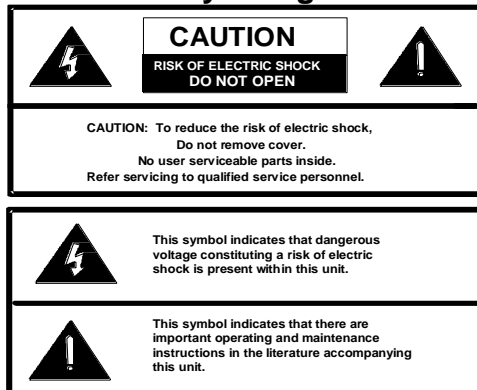 CAUTION
RISK OF ELECTRIC SHOCK
DO NOT OPEN
CAUTION: To reduce the risk of electric shock,
Do not remove cover.
No user serviceable parts inside.
Refer servicing to qualified service personnel.
This symbol indicates that dangerous
voltage constituting a risk of electric
shock is present within this unit.
This symbol indicates that there are
important operating and maintenance
instructions in the literature accompanying
this unit.